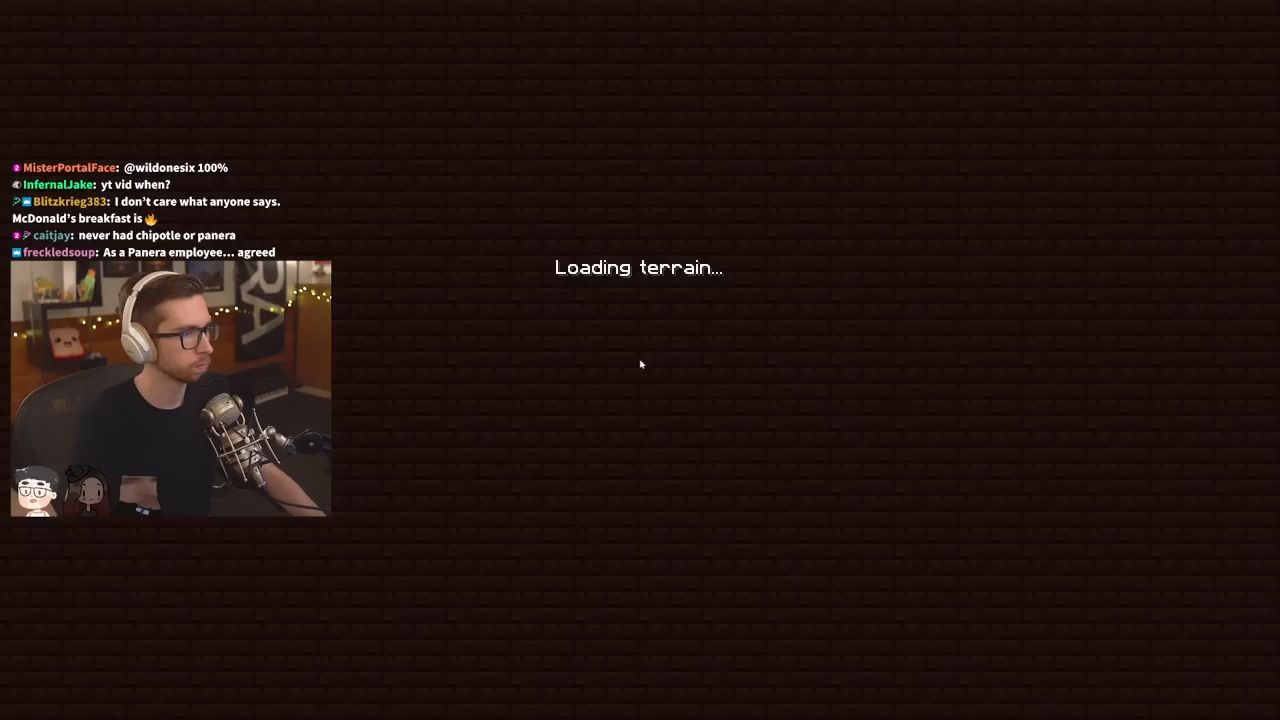 MisterPortalFace: @wildonesix 100%
InfernalJake: yt vid when?
Blitzkrieg383: I don't care what anyone says.
McDonald's breakfast is🔥
caitjay: never had chipotle or panera
freckledsoup: As a Panera employee... agreed
Loading terrain...
RA